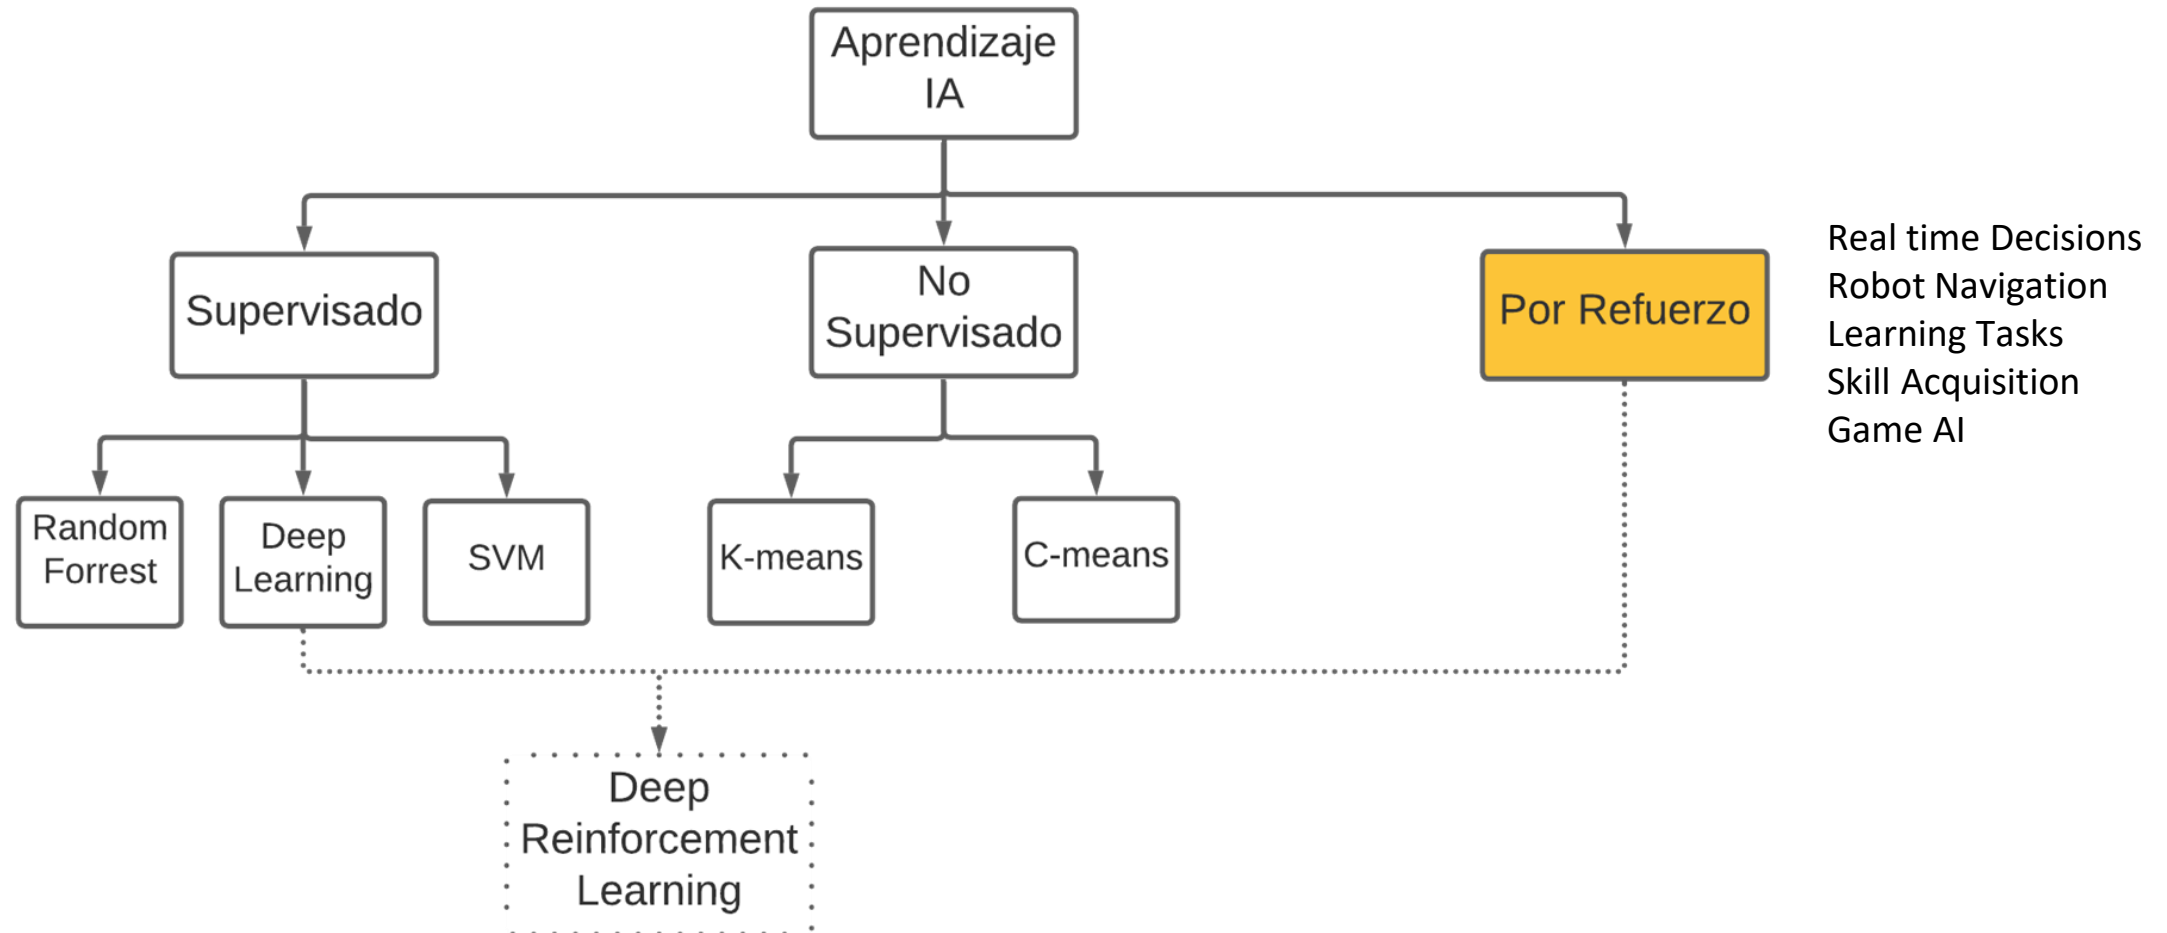 Aprendizaje
IA
Supervisado
No
Supervisado
Por Refuerzo
Real time Decisions
Robot Navigation
Learning Tasks
Skill Acquisition
Game AI
Random
Forrest
Deep
Learning
SVM
K-means
C-means
Deep
Reinforcement
Learning